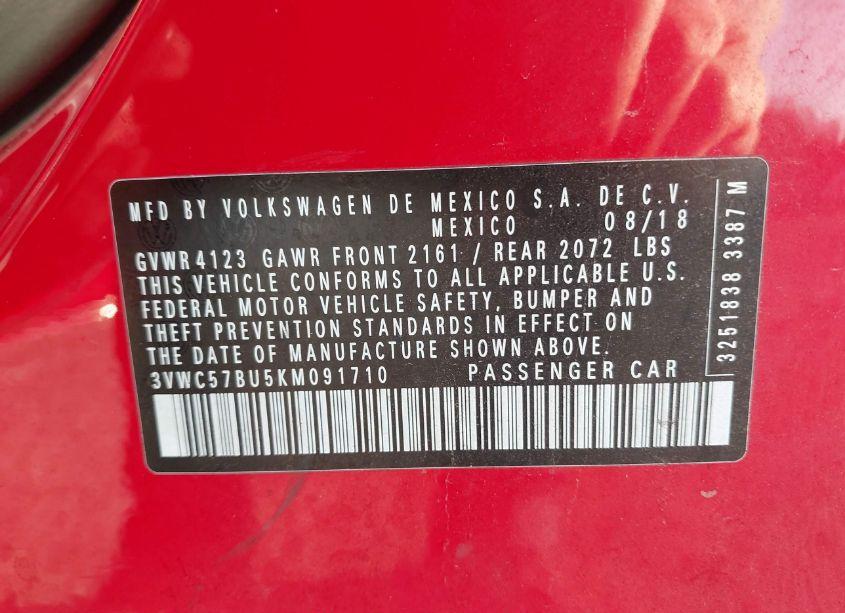 MFD BY VOLKSWAGEN DE MEXICO S.A. DE C.V.
MEXICO 08/18
GVWR 4123 GAWR FRONT 2161 / REAR 2072 LBS
THIS VEHICLE CONFORMS TO ALL APPLICABLE U.S.
FEDERAL MOTOR VEHICLE SAFETY, BUMPER AND
THEFT PREVENTION STANDARDS IN EFFECT ON
THE DATE OF MANUFACTURE SHOWN ABOVE.
3VWC57BU5KM091710 PASSENGER CAR
3251838 3387 M